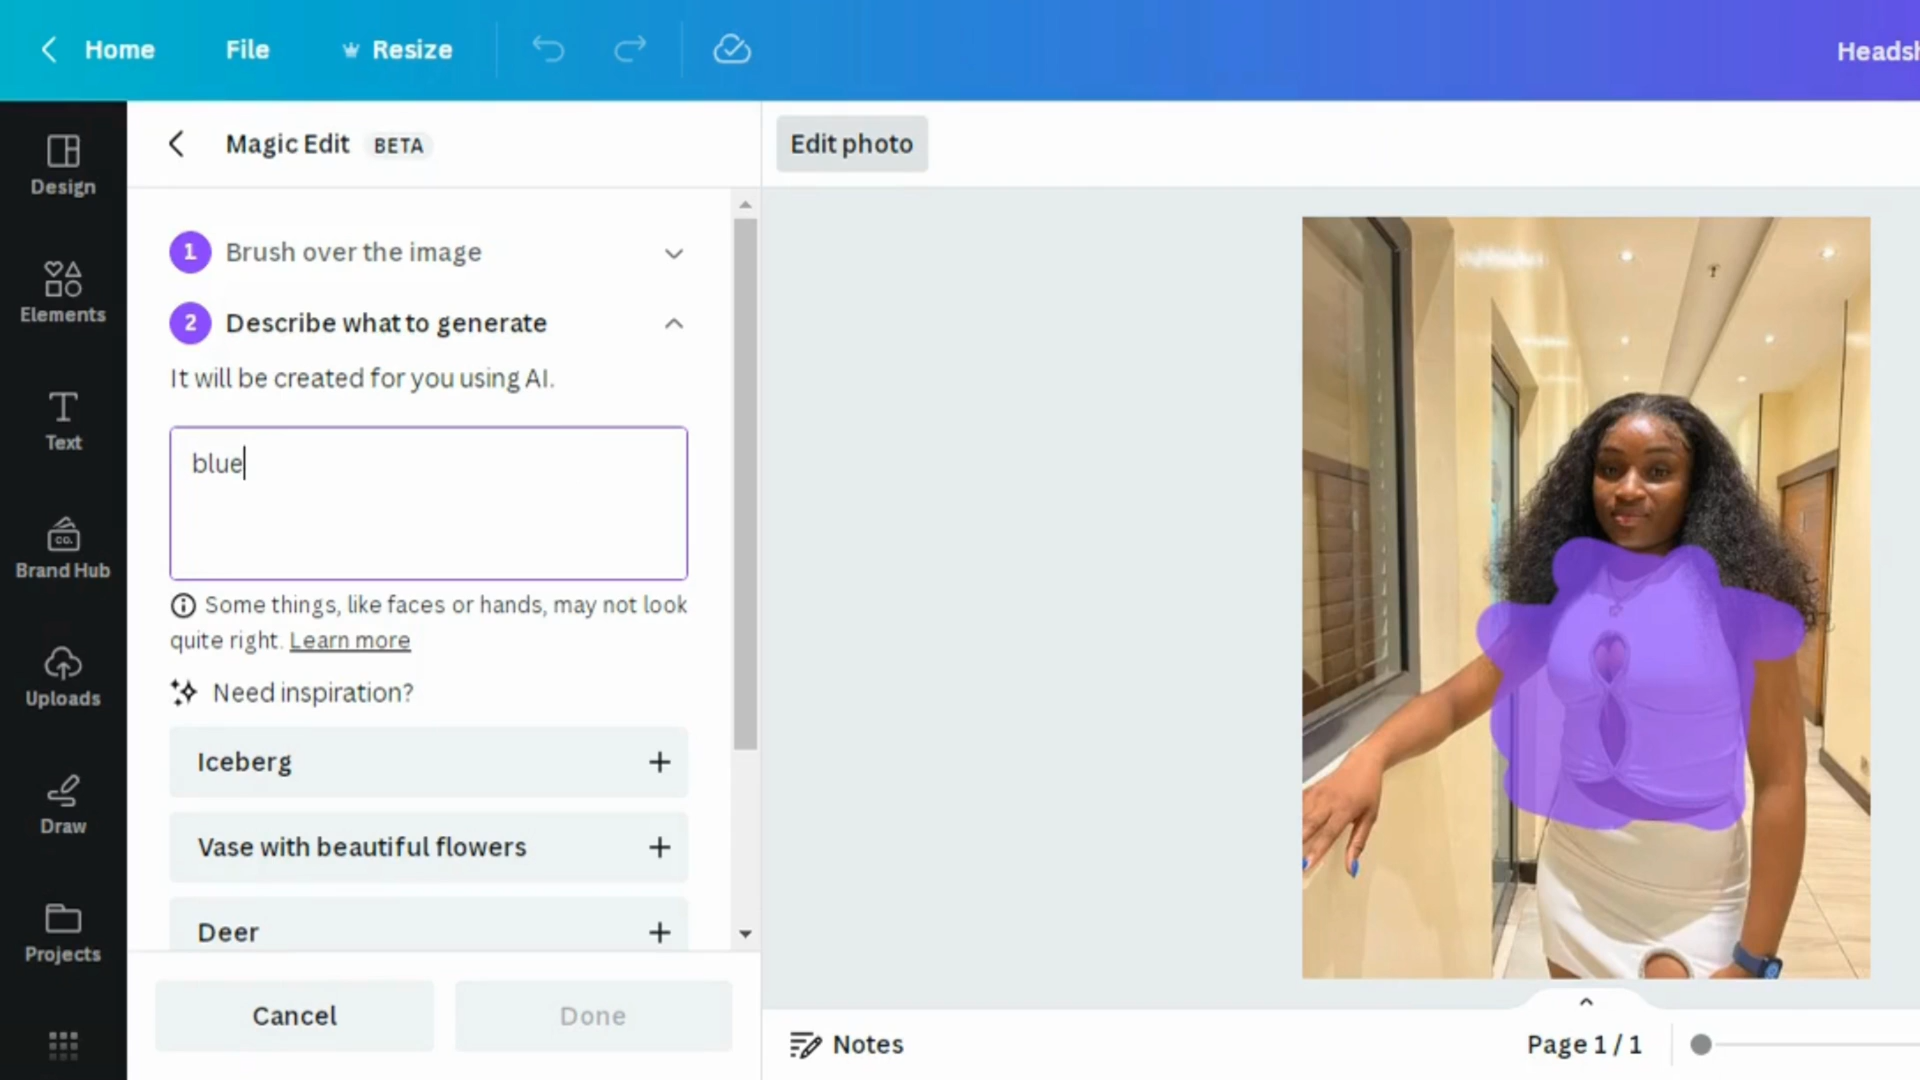 Home File Resize
Design
Elements
Text
Brand Hub
CO.
Uploads
Draw
Projects
Magic Edit BETA
1 Brush over the image
2 Describe what to generate
It will be created for you using AI.
blue
Some things, like faces or hands, may not look
quite right. Learn more
Need inspiration?
Iceberg
Vase with beautiful flowers
Deer
Cancel Done
Edit photo
Notes
Page 1 / 1